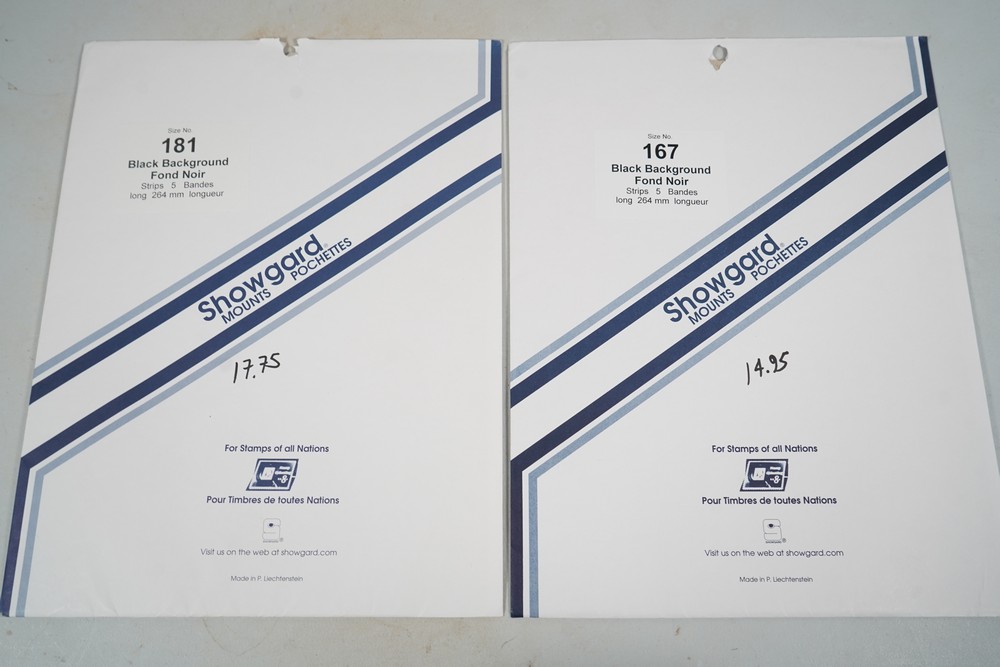 Size No.
181
Black Background
Fond Noir
Strips 5 Bandes
long 264 mm longueur
Showgard®
MOUNTS POCHETTES
17.75
For Stamps of all Nations
Pour Timbres de toutes Nations
Visit us on the web at showgard.com
Made in P. Liechtenstein
Size No.
167
Black Background
Fond Noir
Strips 5 Bandes
long 264 mm longueur
Showgard®
MOUNTS POCHETTES
14.95
For Stamps of all Nations
Pour Timbres de toutes Nations
Visit us on the web at showgard.com
Made in P. Liechtenstein